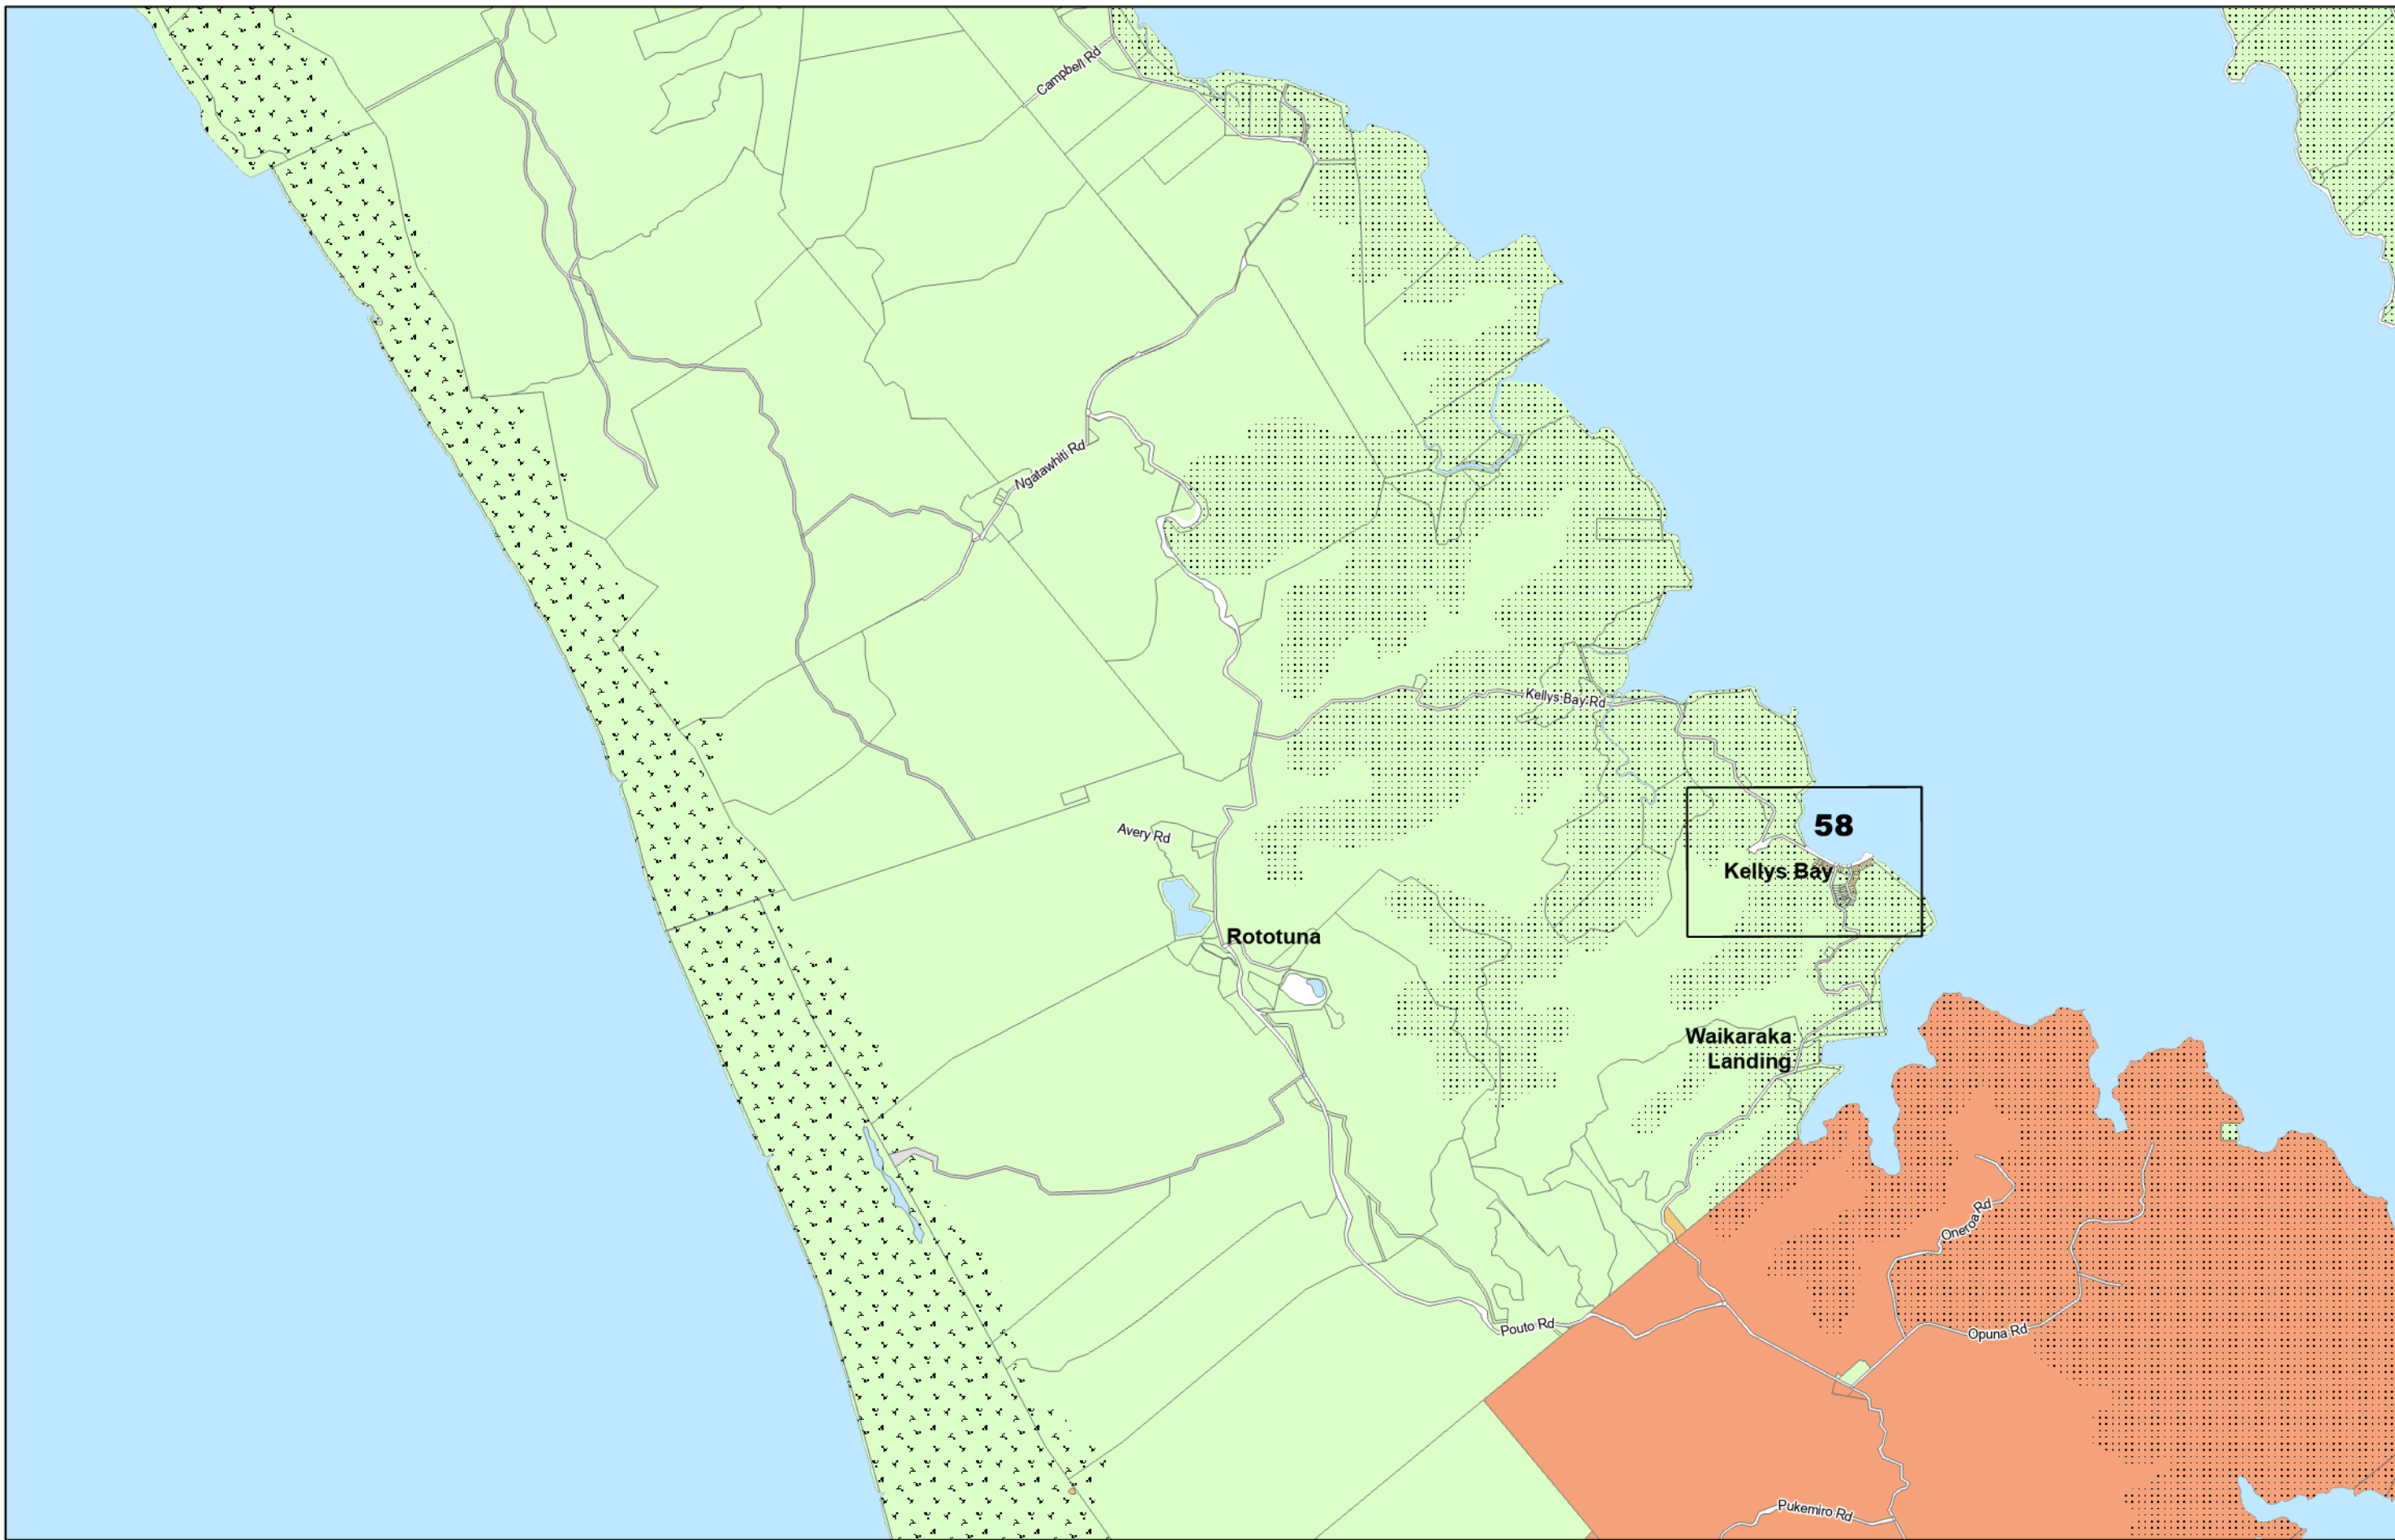 Campbell Rd
Ngatawhiti Rd
Kellys Bay Rd
58
Avery Rd
Kellys Bay
Rototuna
Waikaraka
Landing
Oneroa Rd
Pouto Rd
Opuna Rd
Pukemiro Rd